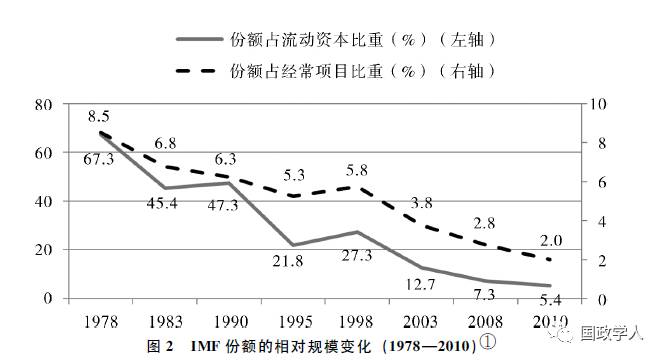 份额占流动资本比重(%)(左轴)
份额占经常项目比重(%)(右轴)
80 10
8.5 6.8 6.3 5.3 5.8 3.8 2.8 2.0
67.3 45.4 47.3 21.8 27.3 12.7 7.3 5.4
60 8
40 6
20 4
0 2
0
1978 1983 1990 1995 1998 2003 2008 2010
国政学人
图 2 IMF 份额的相对规模变化 (1978—2010)①